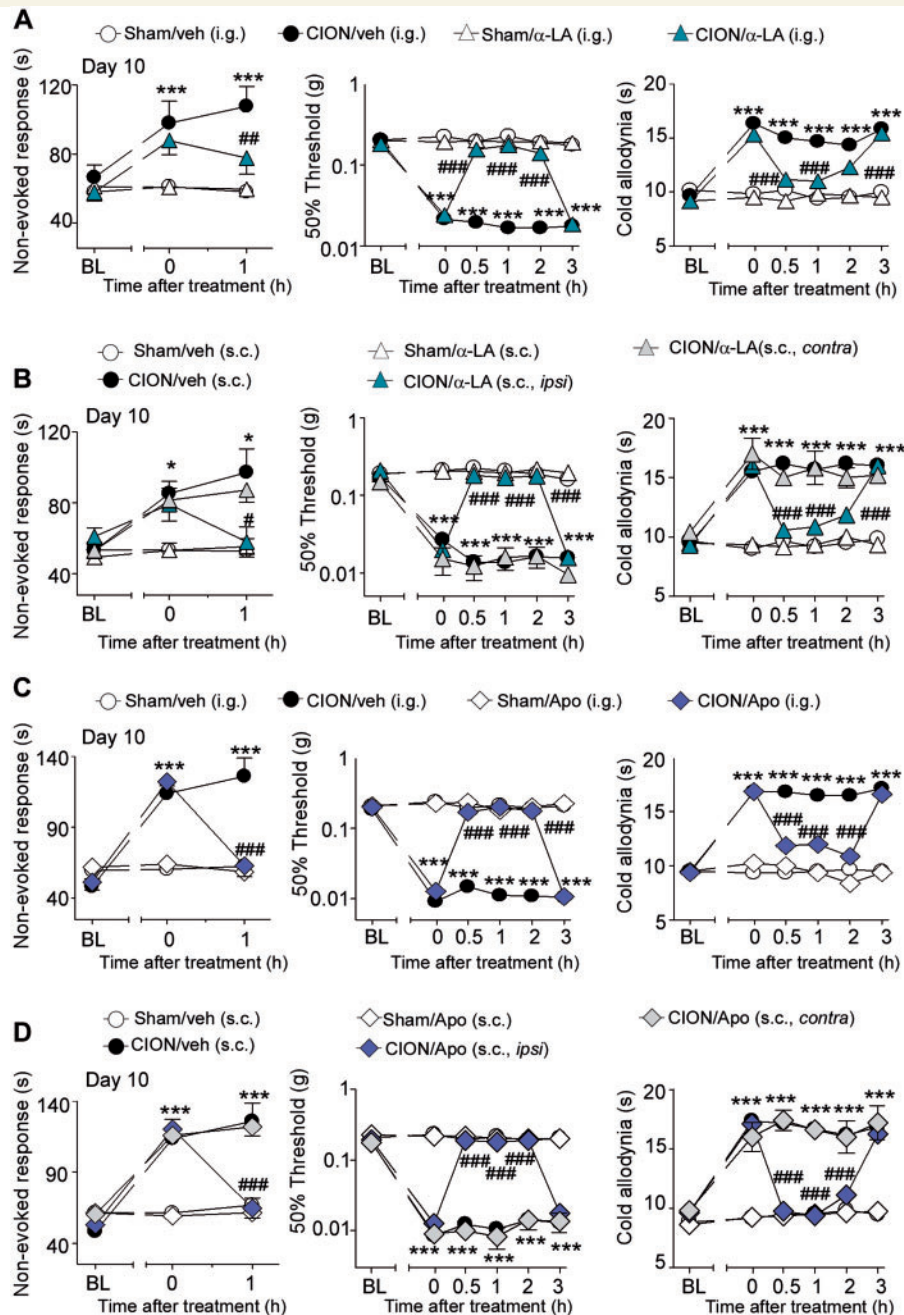 A
Sham/veh (i.g.) CION/veh (i.g.) Sham/α-LA (i.g.) CION/α-LA (i.g.)
Day 10
Non-evoked response (s)
120
80
40
*** ***
##
BL 0 1
Time after treatment (h)
50% Threshold (g)
1
0.1
0.01
### ### ###
*** *** *** *** ***
BL 0 0.5 1 2 3
Time after treatment (h)
Cold allodynia (s)
20
15
10
5
*** *** *** *** ***
### ### ###
BL 0 0.5 1 2 3
Time after treatment (h)
B
Sham/veh (s.c.) Sham/α-LA (s.c.) CION/α-LA(s.c., contra)
CION/veh (s.c.) CION/α-LA (s.c., ipsi)
Day 10
Non-evoked response (s)
120
80
40
* *
#
BL 0 1
Time after treatment (h)
50% Threshold (g)
1
0.1
0.01
### ### ### ###
*** *** *** *** ***
BL 0 0.5 1 2 3
Time after treatment (h)
Cold allodynia (s)
20
15
10
5
*** *** *** *** ***
### ### ###
BL 0 0.5 1 2 3
Time after treatment (h)
C
Sham/veh (i.g.) CION/veh (i.g.) Sham/Apo (i.g.) CION/Apo (i.g.)
Day 10
Non-evoked response (s)
140
90
40
*** ***
###
BL 0 1
Time after treatment (h)
50% Threshold (g)
1
0.1
0.01
### ### ###
*** *** *** *** ***
BL 0 0.5 1 2 3
Time after treatment (h)
Cold allodynia (s)
20
15
10
5
*** *** *** *** ***
### ### ###
BL 0 0.5 1 2 3
Time after treatment (h)
D
Sham/veh (s.c.) Sham/Apo (s.c.) CION/Apo (s.c., contra)
CION/veh (s.c.) CION/Apo (s.c., ipsi)
Day 10
Non-evoked response (s)
140
90
40
*** ***
###
BL 0 1
Time after treatment (h)
50% Threshold (g)
1
0.1
0.01
### ### ###
*** *** *** *** ***
BL 0 0.5 1 2 3
Time after treatment (h)
Cold allodynia (s)
20
15
10
5
*** *** *** *** ***
### ### ###
BL 0 0.5 1 2 3
Time after treatment (h)